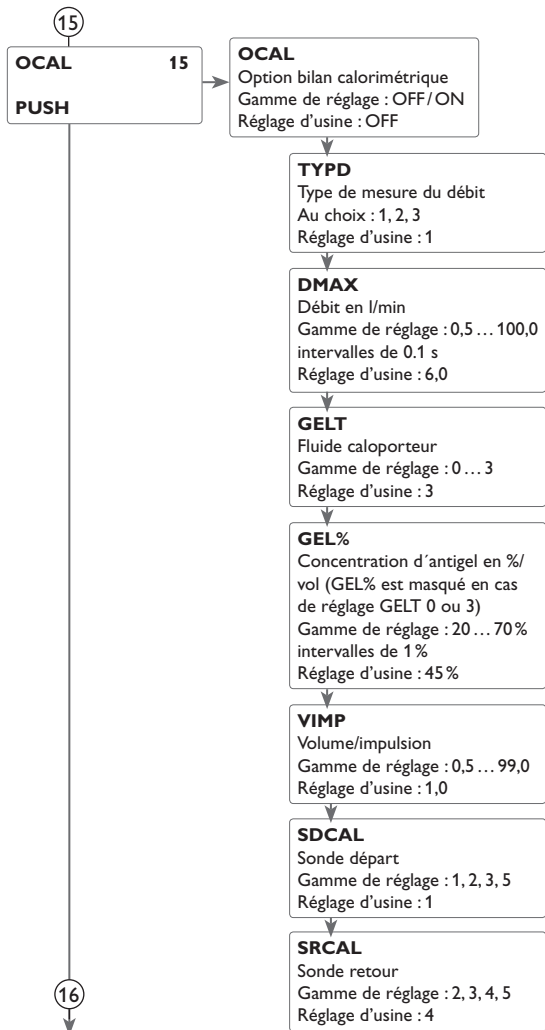 15
OCAL 15
PUSH
OCAL
Option bilan calorimétrique
Gamme de réglage : OFF/ON
Réglage d'usine : OFF
TYPD
Type de mesure du débit
Au choix : 1, 2, 3
Réglage d'usine : 1
DMAX
Débit en l/min
Gamme de réglage : 0,5 … 100,0
intervalles de 0.1 s
Réglage d'usine : 6,0
GELT
Fluide caloporteur
Gamme de réglage : 0 … 3
Réglage d'usine : 3
GEL%
Concentration d´antigel en %/
vol (GEL% est masqué en cas
de réglage GELT 0 ou 3)
Gamme de réglage : 20 … 70 %
intervalles de 1 %
Réglage d'usine : 45 %
VIMP
Volume/impulsion
Gamme de réglage : 0,5 … 99,0
Réglage d'usine : 1,0
SDCAL
Sonde départ
Gamme de réglage : 1, 2, 3, 5
Réglage d'usine : 1
SRCAL
Sonde retour
Gamme de réglage : 2, 3, 4, 5
Réglage d'usine : 4
16